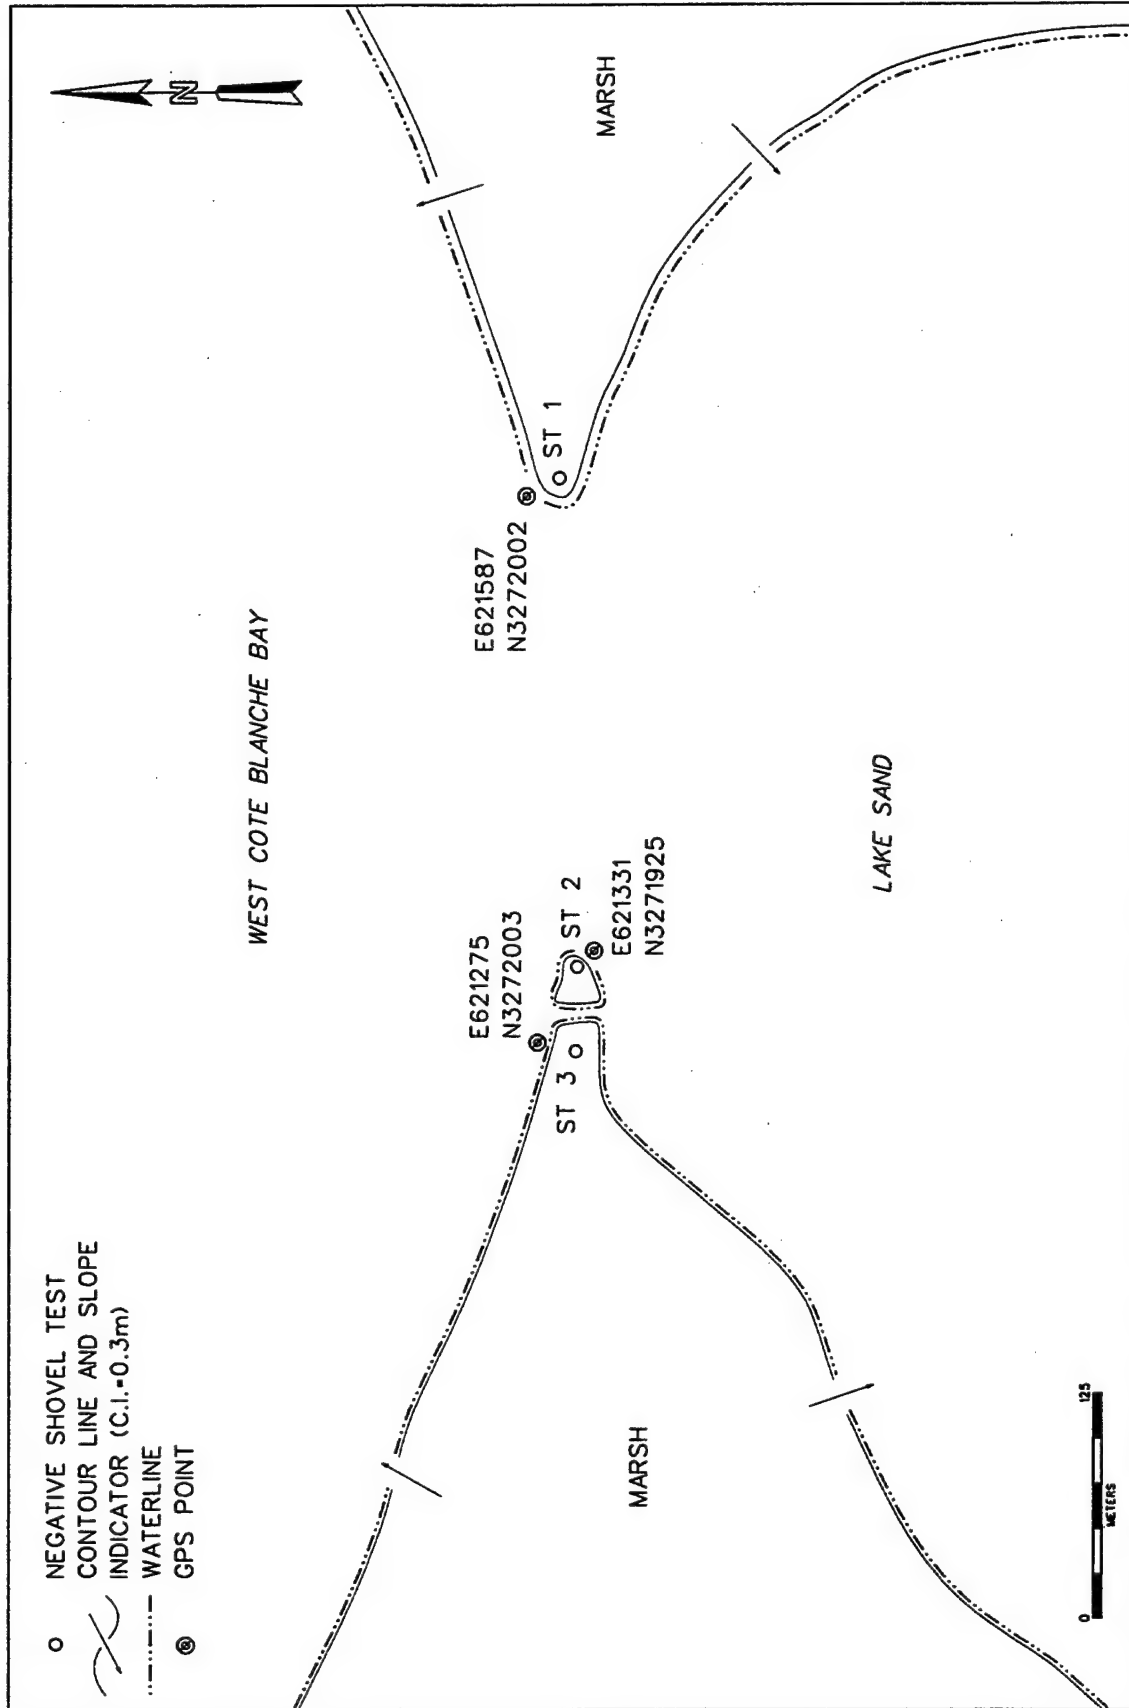 NEGATIVE SHOVEL TEST
CONTOUR LINE AND SLOPE
INDICATOR (C.I.=0.3m)
WATERLINE
GPS POINT
N
WEST COTE BLANCHE BAY
MARSH
E621587
N3272002
ST 1
E621275
N3272003
ST 2
ST 3
E621331
N3271925
MARSH
LAKE SAND
0
125
METERS